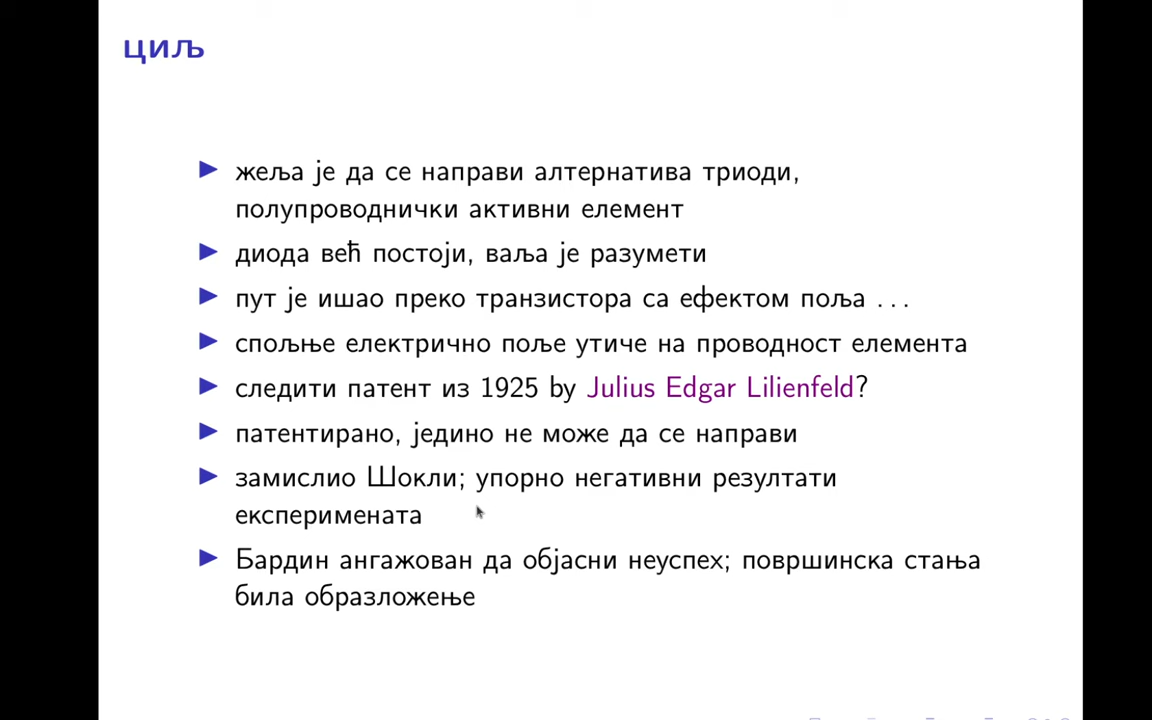 циљ
жеља је да се направи алтернатива триоди,
полупроводнички активни елемент
диода већ постоји, ваља је разумети
пут је ишао преко транзистора са ефектом поља ...
спољње електрично поље утиче на проводност елемента
следити патент из 1925 by Julius Edgar Lilienfeld?
патентирано, једино не може да се направи
замислио Шокли; упорно негативни резултати
експеримената
Бардин ангажован да објасни неуспех; површинска стања
била образложење